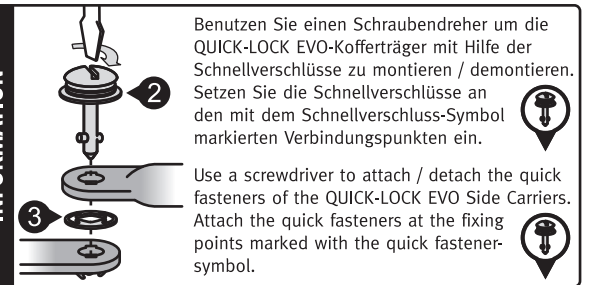 INFORMATION
2
3
Benutzen Sie einen Schraubendreher um die
QUICK-LOCK EVO-Kofferträger mit Hilfe der
Schnellverschlüsse zu montieren / demontieren.
Setzen Sie die Schnellverschlüsse an
den mit dem Schnellverschluss-Symbol
markierten Verbindungspunkten ein.
Use a screwdriver to attach / detach the quick
fasteners of the QUICK-LOCK EVO Side Carriers.
Attach the quick fasteners at the fixing
points marked with the quick fastener-
symbol.